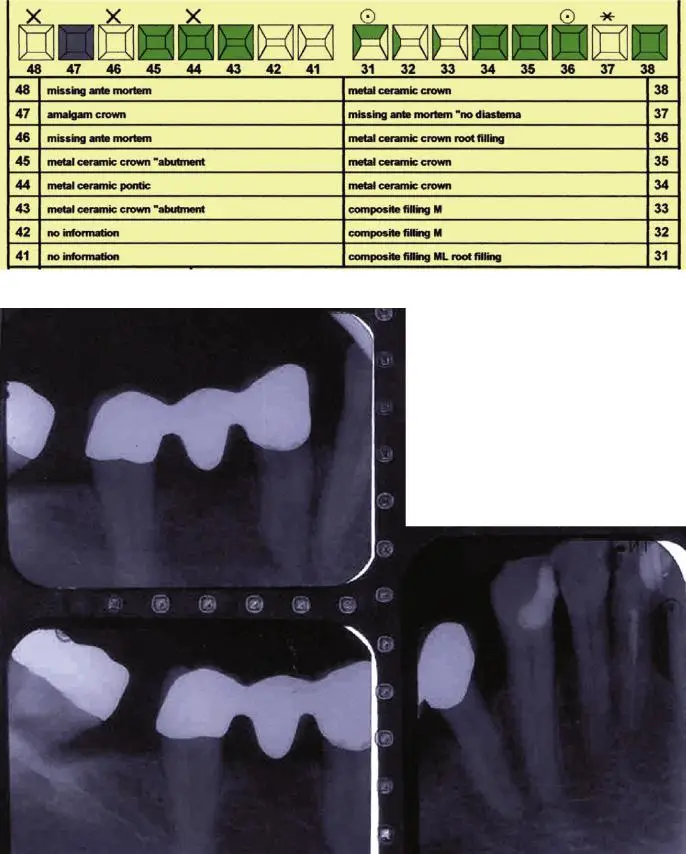 48 47 46 45 44 43 42 41 31 32 33 34 35 36 37 38
48 missing ante mortem metal ceramic crown 38
47 amalgam crown missing ante mortem "no diastema 37
46 missing ante mortem metal ceramic crown root filling 36
45 metal ceramic crown "abutment metal ceramic crown 35
44 metal ceramic pontic metal ceramic crown 34
43 metal ceramic crown "abutment composite filling M 33
42 no information composite filling M 32
41 no information composite filling ML root filling 31